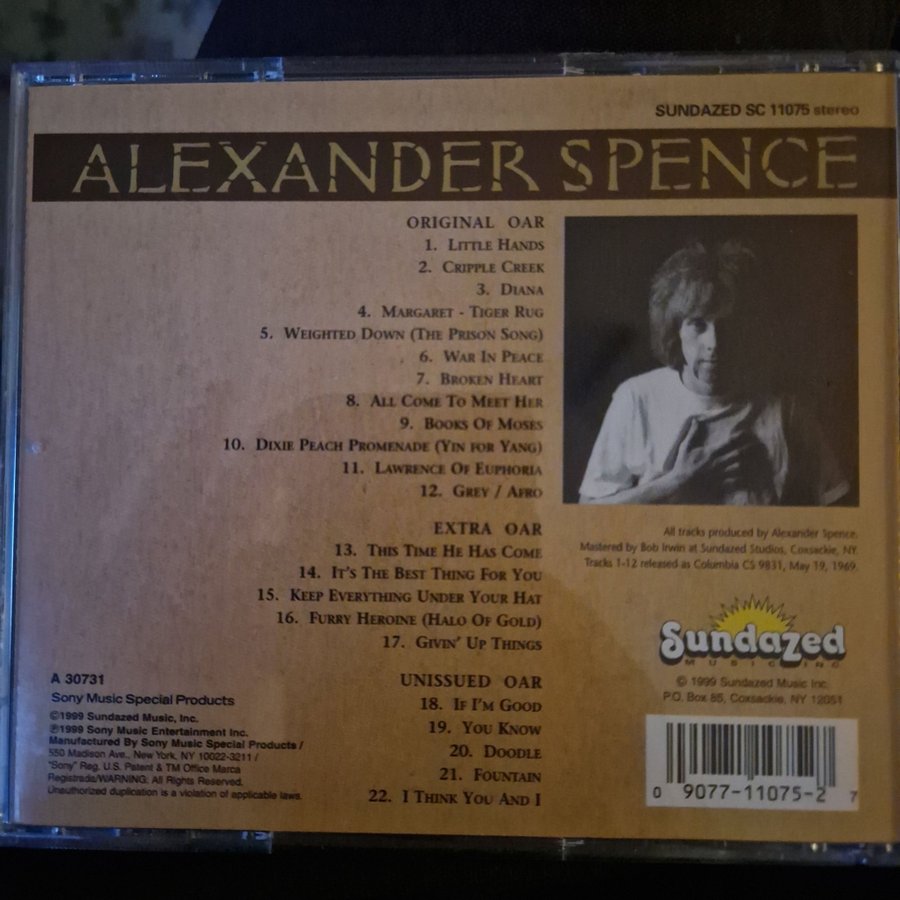 SUNDAZED SC 11075 stereo
ALEXANDER SPENCE
ORIGINAL OAR
1. LITTLE HANDS
2. CRIPPLE CREEK
3. DIANA
4. MARGARET - TIGER RUG
5. WEIGHTED DOWN (THE PRISON SONG)
6. WAR IN PEACE
7. BROKEN HEART
8. ALL COME TO MEET HER
9. BOOKS OF MOSES
10. DIXIE PEACH PROMENADE (YIN FOR YANG)
11. LAWRENCE OF EUPHORIA
12. GREY / AFRO
EXTRA OAR
13. THIS TIME HE HAS COME
14. IT'S THE BEST THING FOR YOU
15. KEEP EVERYTHING UNDER YOUR HAT
16. FURRY HEROINE (HALO OF GOLD)
17. GIVIN' UP THINGS
UNISSUED OAR
18. IF I'M GOOD
19. YOU KNOW
20. DOODLE
21. FOUNTAIN
22. I THINK YOU AND I
All tracks produced by Alexander Spence.
Mastered by Bob Irwin at Sundazed Studios, Coxsackie, NY.
Tracks 1-12 released as Columbia CS 9831, May 19, 1969.
Sundazed
MUSIC INC
© 1999 Sundazed Music Inc.
P.O. Box 85, Coxsackie, NY 12051
0 9077-11075-2 7
A 30731
Sony Music Special Products
©1999 Sundazed Music, Inc.
℗1999 Sony Music Entertainment Inc.
Manufactured By Sony Music Special Products /
550 Madison Ave., New York, NY 10022-3211 /
"Sony" Reg. U.S. Patent & TM Office Marca
Registrada/WARNING: All Rights Reserved.
Unauthorized duplication is a violation of applicable laws.